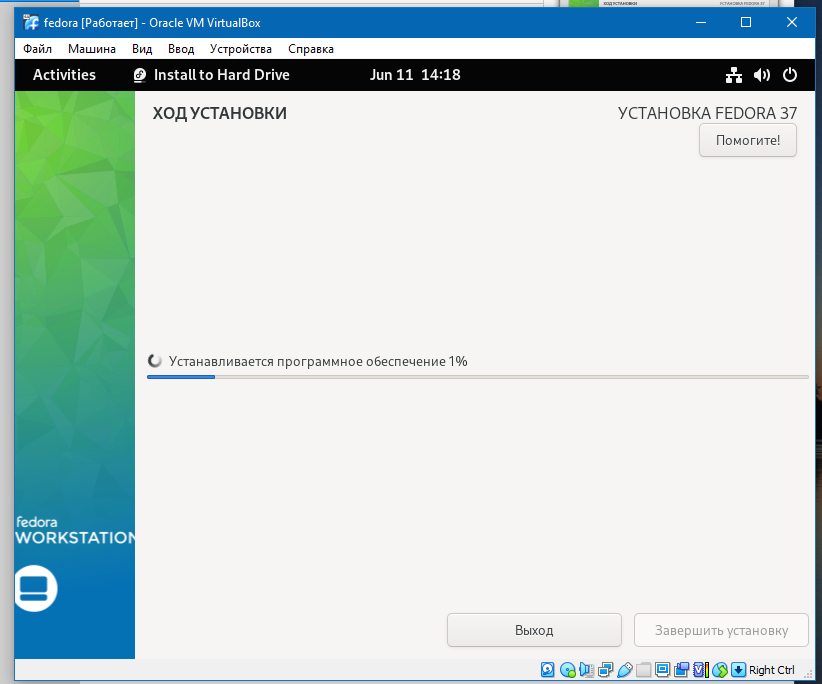 fedora [Работает] - Oracle VM VirtualBox
Файл Машина Вид Ввод Устройства Справка
Activities Install to Hard Drive Jun 11 14:18
ХОД УСТАНОВКИ
УСТАНОВКА FEDORA 37
Помогите!
Устанавливается программное обеспечение 1%
fedora
WORKSTATION
Выход
Завершить установку
Right Ctrl